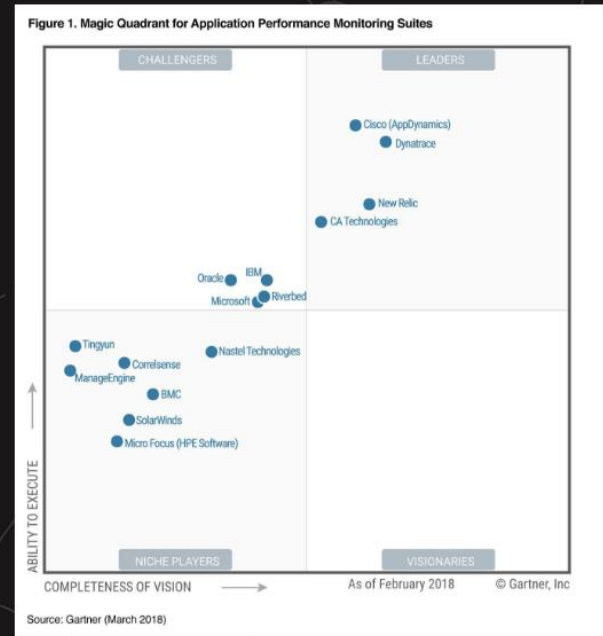 Figure 1. Magic Quadrant for Application Performance Monitoring Suites
CHALLENGERS
LEADERS
Cisco (AppDynamics)
Dynatrace
New Relic
CA Technologies
Oracle
IBM
Microsoft
Riverbed
Tingyun
Nastel Technologies
Correlsense
ManageEngine
BMC
SolarWinds
Micro Focus (HPE Software)
ABILITY TO EXECUTE
NICHE PLAYERS
VISIONARIES
COMPLETENESS OF VISION
As of February 2018
© Gartner, Inc
Source: Gartner (March 2018)